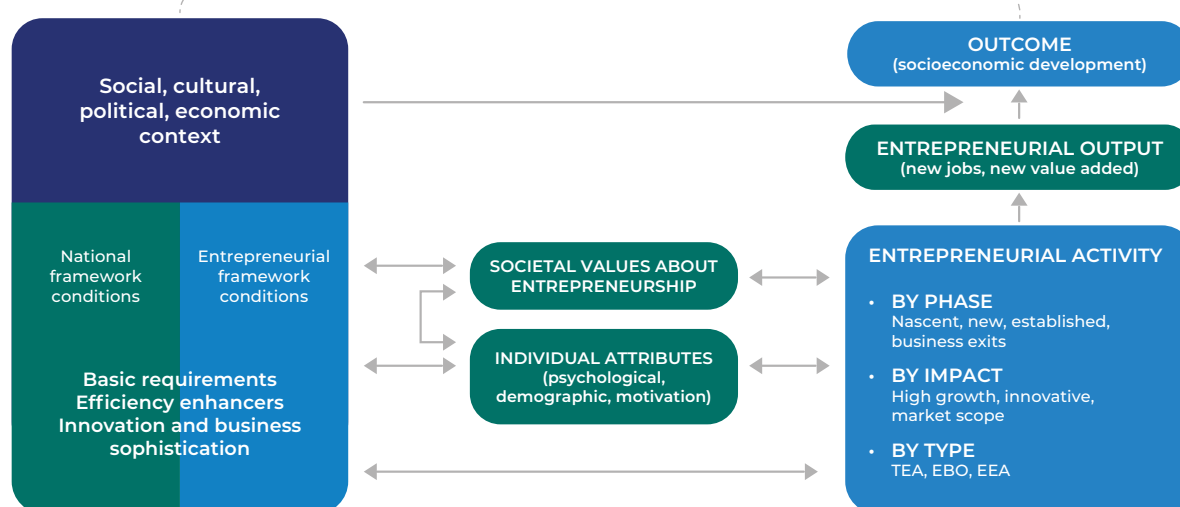 Social, cultural,
political, economic
context
National
framework
conditions
Entrepreneurial
framework
conditions
Basic requirements
Efficiency enhancers
Innovation and business
sophistication
SOCIETAL VALUES ABOUT
ENTREPRENEURSHIP
INDIVIDUAL ATTRIBUTES
(psychological,
demographic, motivation)
OUTCOME
(socioeconomic development)
ENTREPRENEURIAL OUTPUT
(new jobs, new value added)
ENTREPRENEURIAL ACTIVITY
• BY PHASE
Nascent, new, established,
business exits
• BY IMPACT
High growth, innovative,
market scope
• BY TYPE
TEA, EBO, EEA